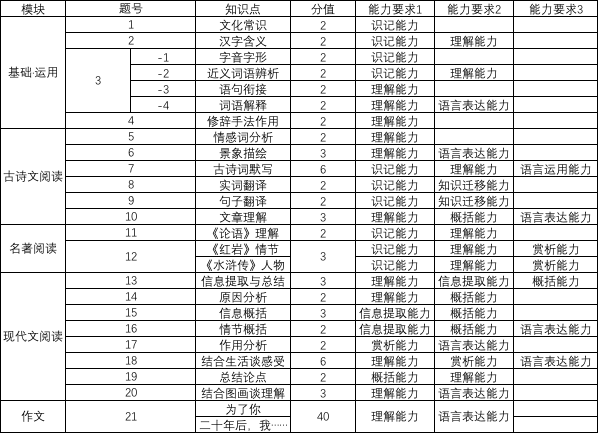 模块 题号 知识点 分值 能力要求1 能力要求2 能力要求3
基础·运用 1 文化常识 2 识记能力
2 汉字含义 2 识记能力 理解能力
3 -1 字音字形 2 识记能力
-2 近义词语辨析 2 识记能力 理解能力
-3 语句衔接 2 理解能力
-4 词语解释 2 理解能力 语言表达能力
4 修辞手法作用 2 理解能力
古诗文阅读 5 情感词分析 2 理解能力
6 景象描绘 3 理解能力 语言表达能力
7 古诗词默写 6 识记能力 理解能力 语言运用能力
8 实词翻译 2 识记能力 知识迁移能力
9 句子翻译 2 识记能力 知识迁移能力
10 文章理解 3 理解能力 概括能力 语言表达能力
名著阅读 11 《论语》理解 2 识记能力 理解能力
12 《红岩》情节 3 识记能力 理解能力 赏析能力
《水浒传》人物 识记能力 理解能力 赏析能力
现代文阅读 13 信息提取与总结 3 理解能力 信息提取能力 概括能力
14 原因分析 2 理解能力 概括能力
15 信息概括 3 信息提取能力 概括能力
16 情节概括 2 信息提取能力 概括能力 语言表达能力
17 作用分析 2 赏析能力 语言表达能力
18 结合生活谈感受 6 理解能力 赏析能力 语言表达能力
19 总结论点 2 概括能力 理解能力
20 结合图画谈理解 3 理解能力 语言表达能力
作文 21 为了你 40 理解能力 语言表达能力
二十年后，我……